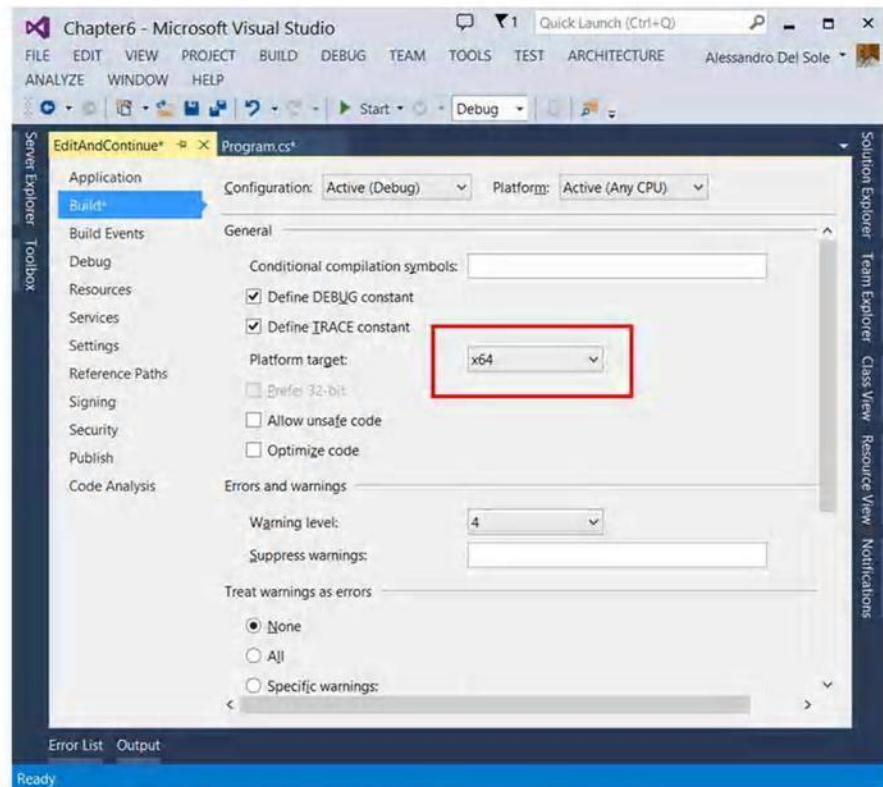 Chapter6 - Microsoft Visual Studio
1
Quick Launch (Ctrl+Q)
FILE EDIT VIEW PROJECT BUILD DEBUG TEAM TOOLS TEST ARCHITECTURE Alessandro Del Sole
ANALYZE WINDOW HELP
Start Debug
Server Explorer
Toolbox
EditAndContinue* Program.cs*
Application
Build*
Build Events
Debug
Resources
Services
Settings
Reference Paths
Signing
Security
Publish
Code Analysis
Configuration: Active (Debug) Platform: Active (Any CPU)
General
Conditional compilation symbols:
Define DEBUG constant
Define TRACE constant
Platform target: x64
Prefer 32-bit
Allow unsafe code
Optimize code
Errors and warnings
Warning level: 4
Suppress warnings:
Treat warnings as errors
None
All
Specific warnings:
Solution Explorer
Team Explorer
Class View
Resource View
Notifications
Error List Output
Ready